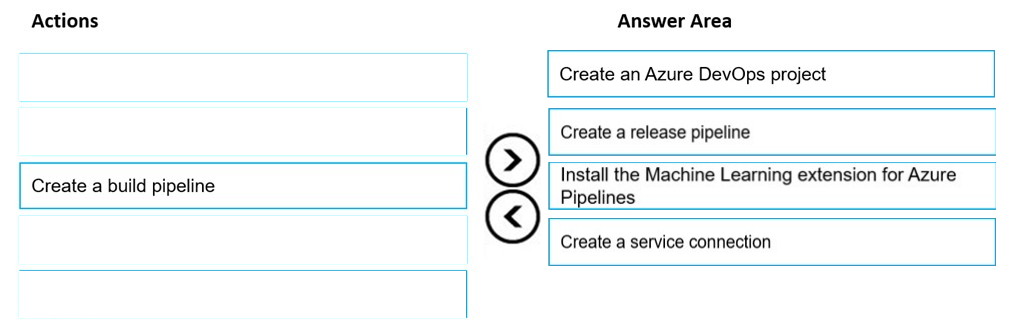 Actions
Answer Area
Create an Azure DevOps project
Create a release pipeline
Create a build pipeline
Install the Machine Learning extension for Azure
Pipelines
Create a service connection